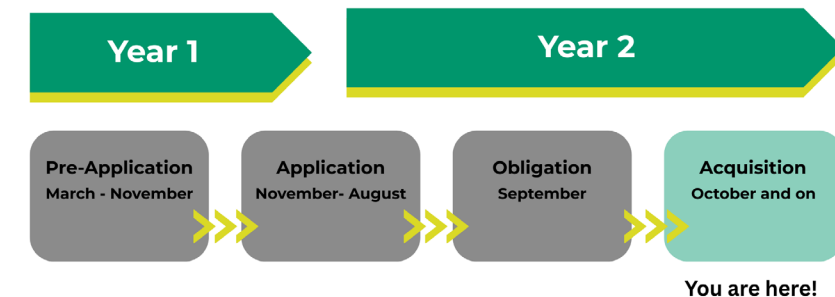 Year 1
Year 2
Pre-Application
March - November
Application
November- August
Obligation
September
Acquisition
October and on
You are here!